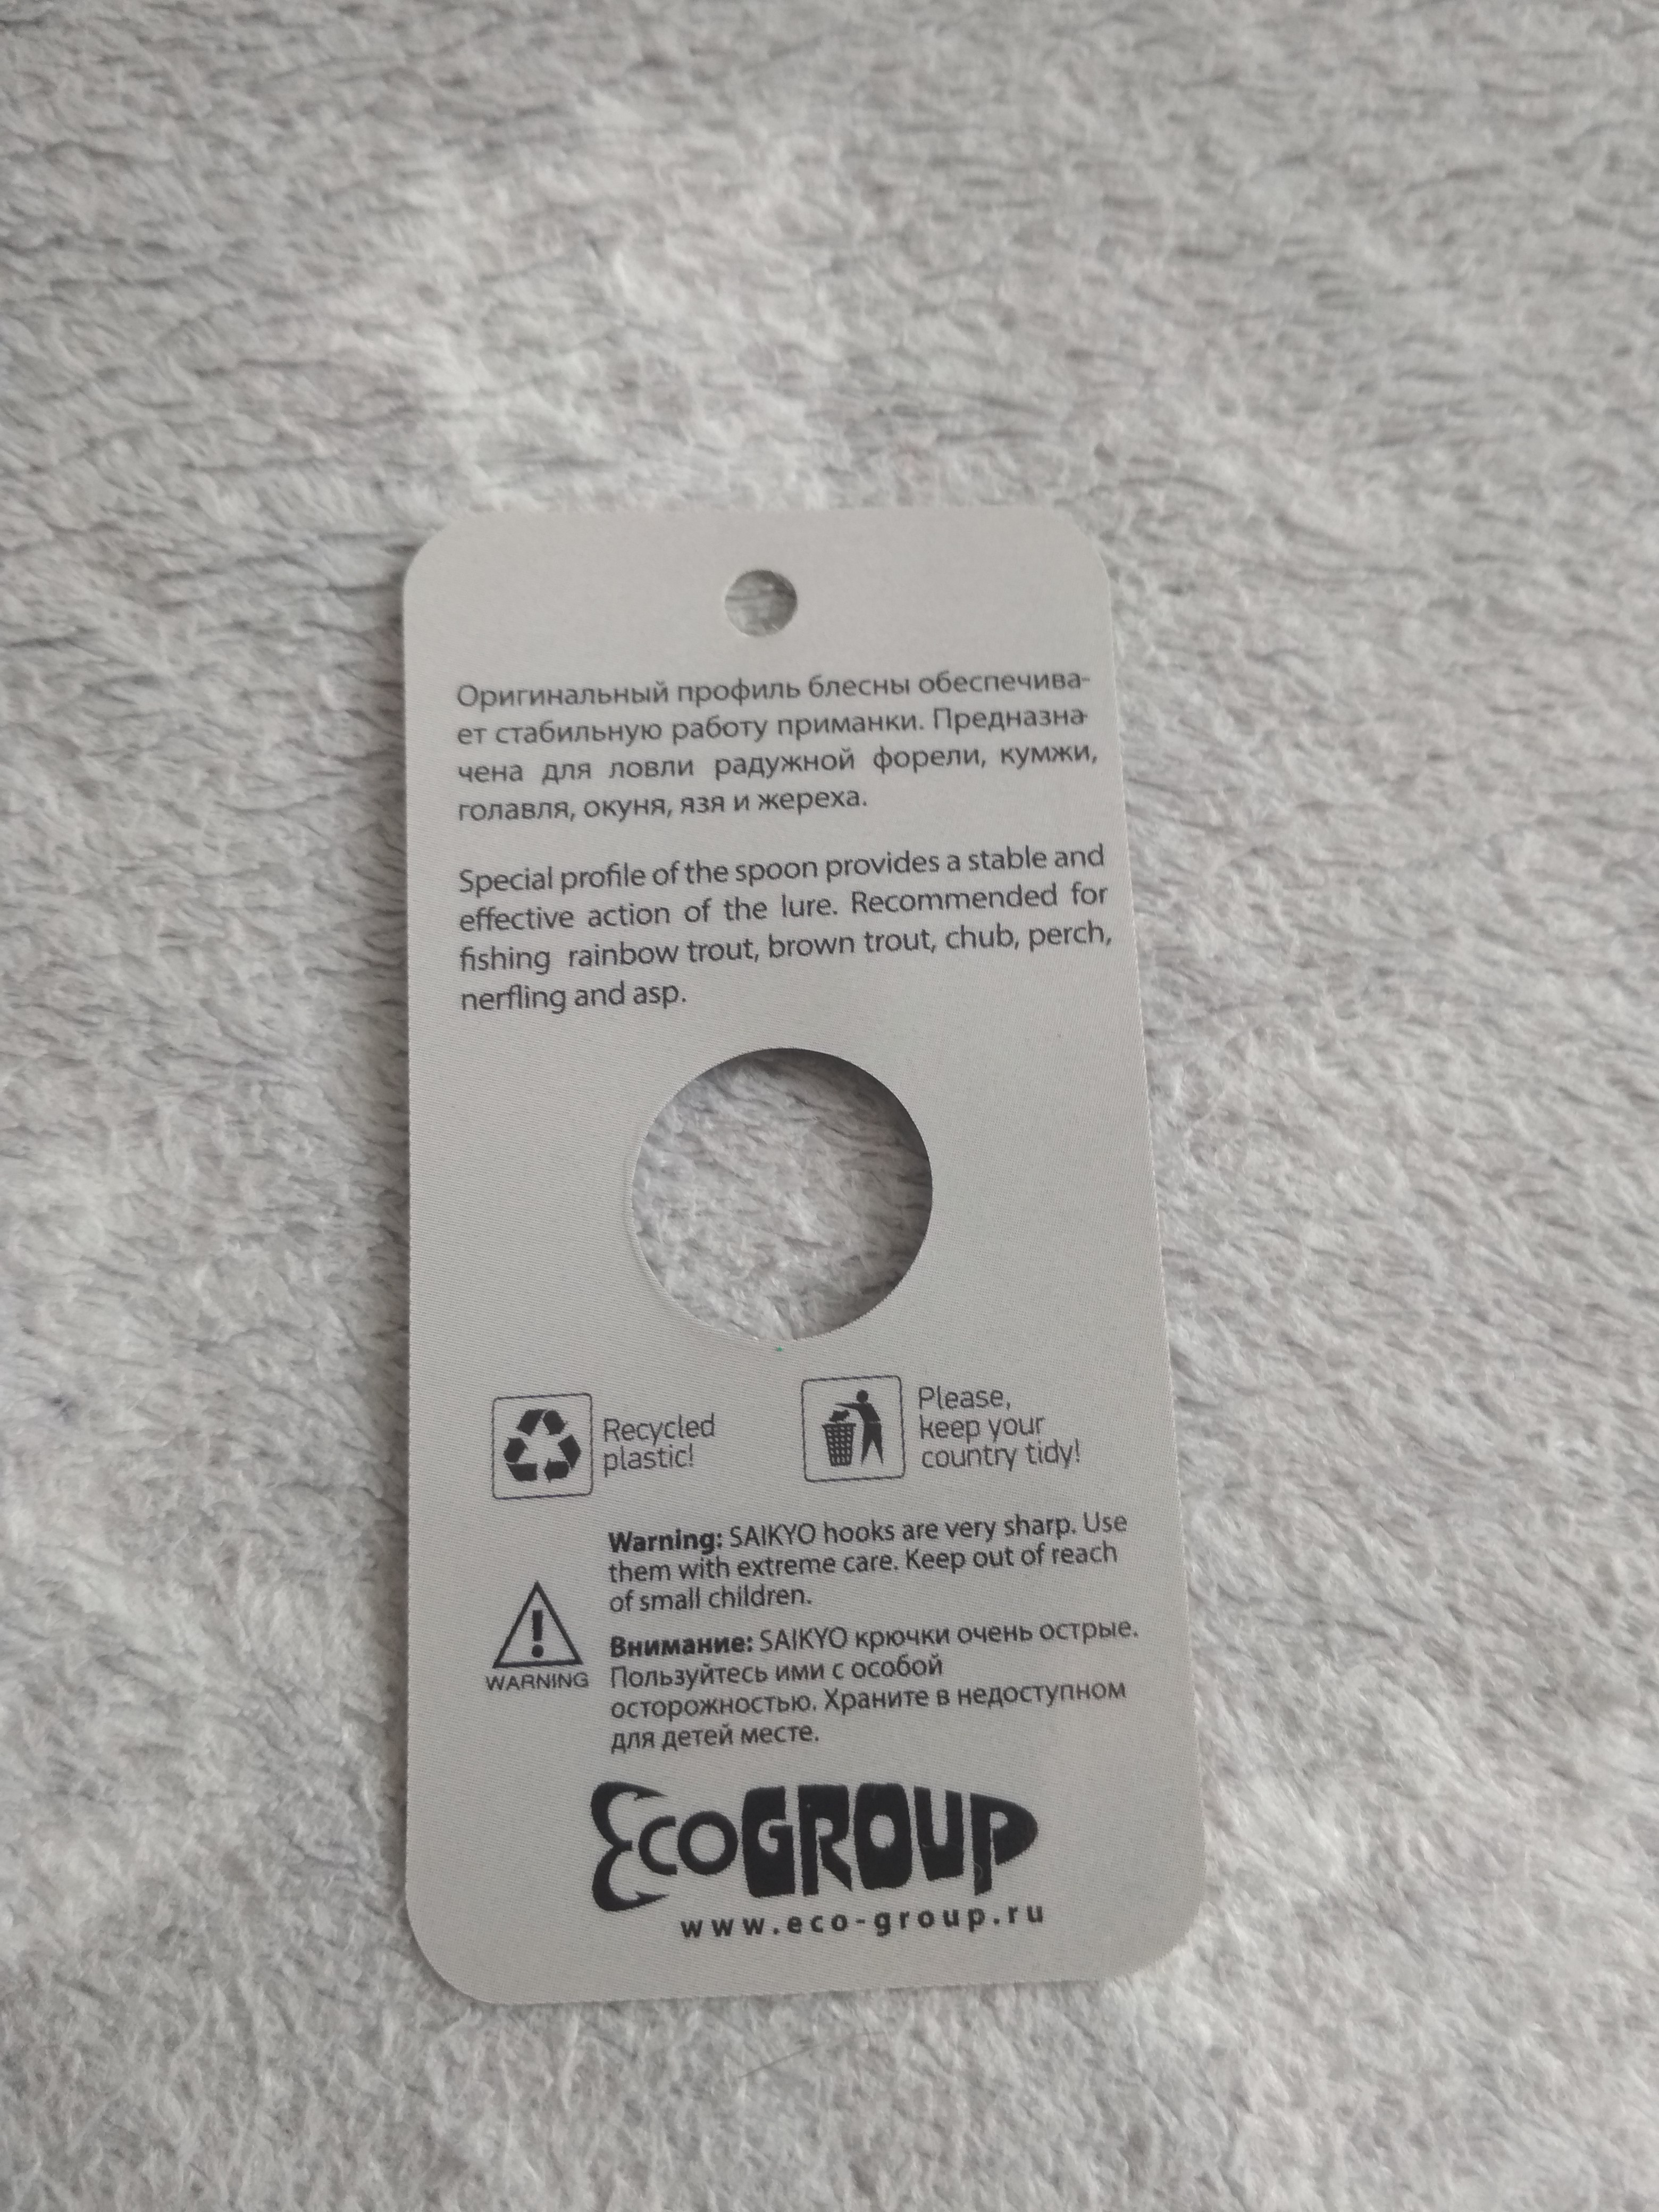 Оригинальный профиль блесны обеспечива-
ет стабильную работу приманки. Предназна-
чена для ловли радужной форели, кумжи,
голавля, окуня, язя и жереха.
Special profile of the spoon provides a stable and
effective action of the lure. Recommended for
fishing rainbow trout, brown trout, chub, perch,
nerfling and asp.
Recycled
plastic!
Please,
keep your
country tidy!
Warning: SAIKYO hooks are very sharp. Use
them with extreme care. Keep out of reach
of small children.
WARNING
Внимание: SAIKYO крючки очень острые.
Пользуйтесь ими с особой
осторожностью. Храните в недоступном
для детей месте.
EcoGROUP
www.eco-group.ru